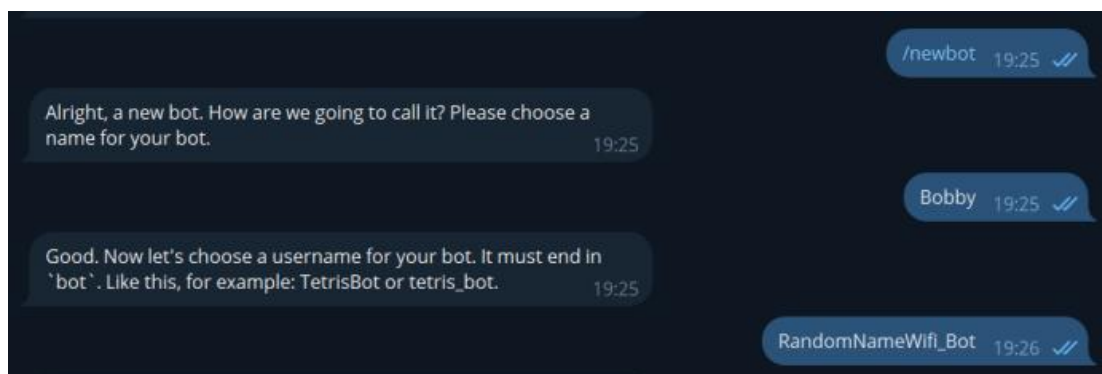 /newbot 19:25
Alright, a new bot. How are we going to call it? Please choose a
name for your bot.
19:25
Bobby 19:25
Good. Now let's choose a username for your bot. It must end in
`bot`. Like this, for example: TetrisBot or tetris_bot.
19:25
RandomNameWifi_Bot 19:26